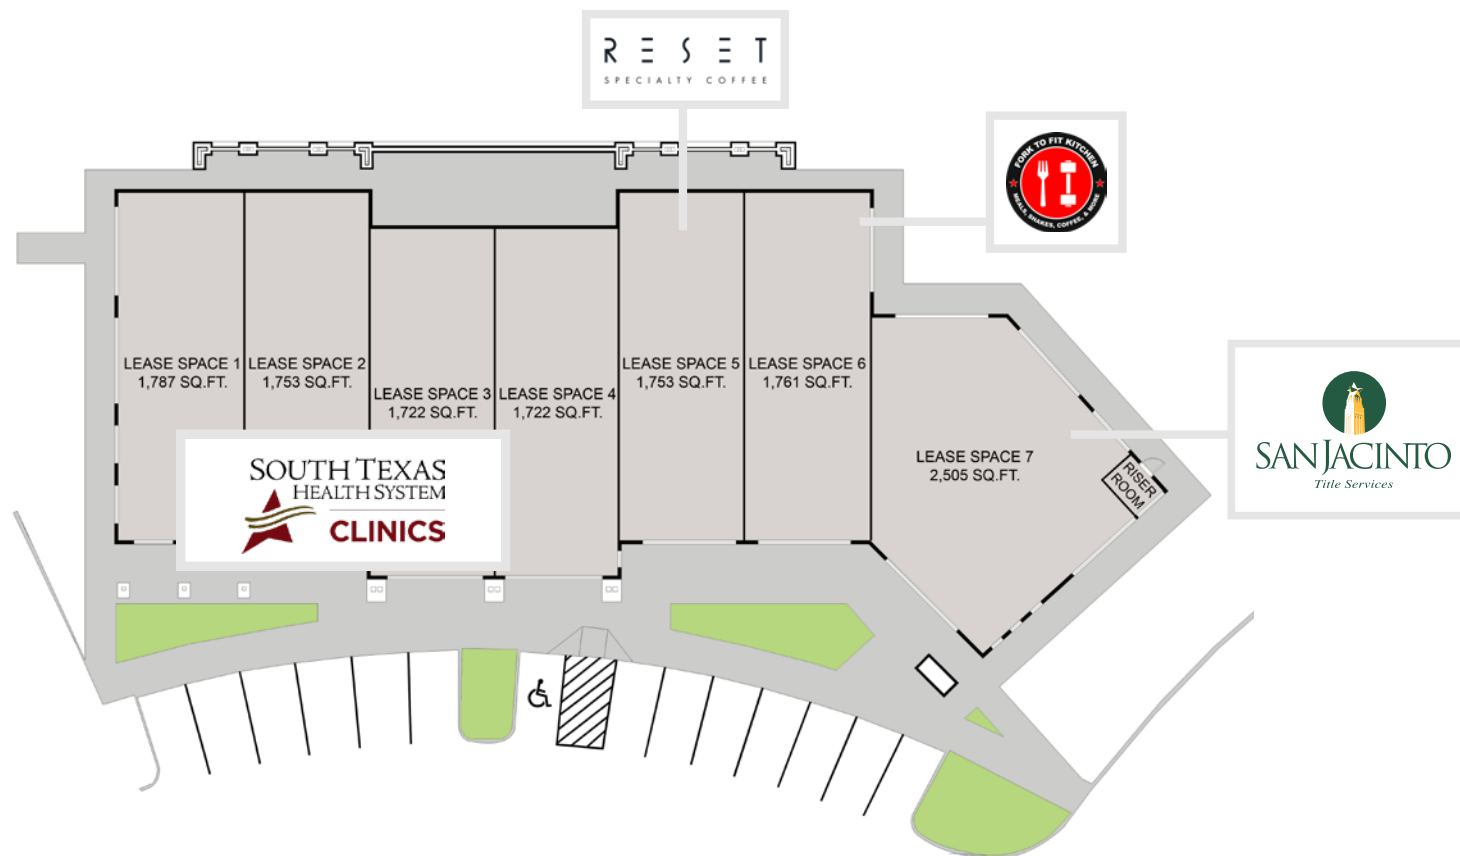 RESET
SPECIALTY COFFEE
FORK TO FIT KITCHEN
MEALS, SHAKES, COFFEE, & MORE
LEASE SPACE 1
1,787 SQ.FT.
LEASE SPACE 2
1,753 SQ.FT.
LEASE SPACE 3
1,722 SQ.FT.
LEASE SPACE 4
1,722 SQ.FT.
LEASE SPACE 5
1,753 SQ.FT.
LEASE SPACE 6
1,761 SQ.FT.
LEASE SPACE 7
2,505 SQ.FT.
RISER
ROOM
SAN JACINTO
Title Services
SOUTH TEXAS
HEALTH SYSTEM
CLINICS